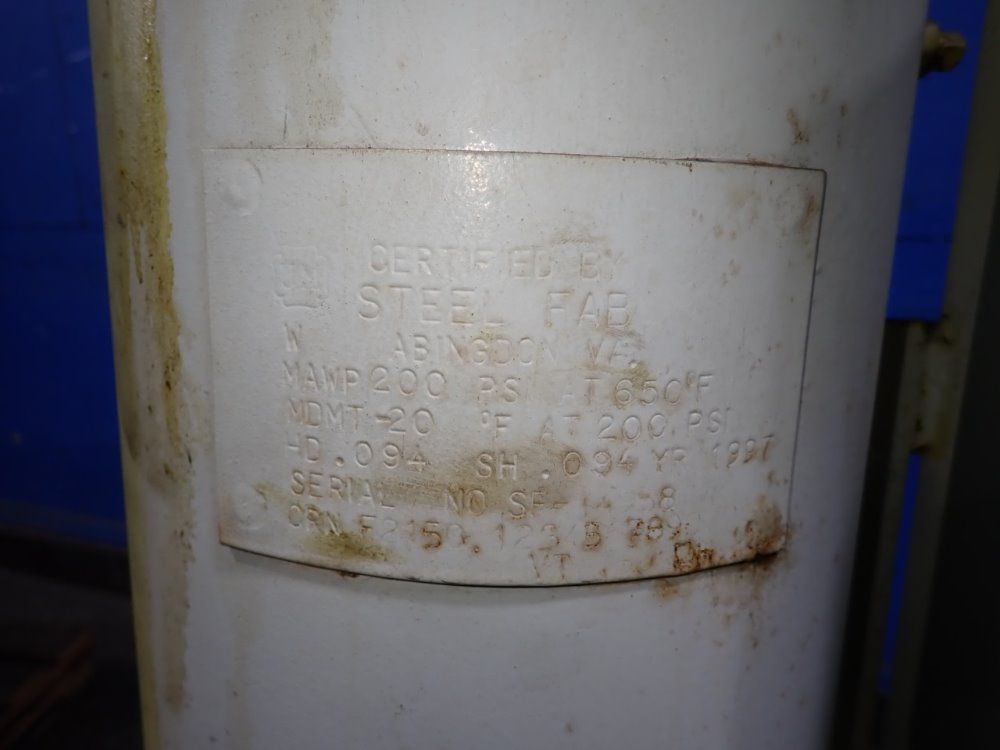 CERTIFIED BY
STEEL FAB
W ABINGDON VA.
MAWP 200 PSI AT 650°F
MDMT -20 °F AT 200 PSI
HD .094 SH .094 YR 1997
SERIAL NO
CRN
VT